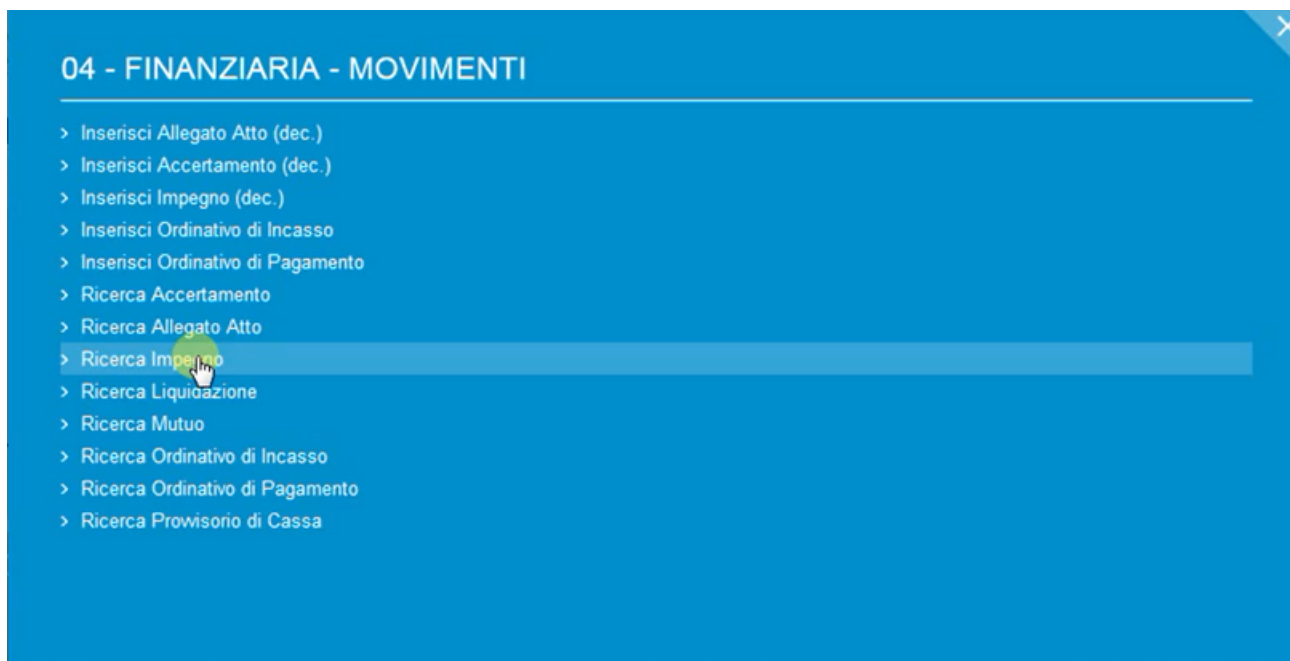 04 - FINANZIARIA - MOVIMENTI
> Inserisci Allegato Atto (dec.)
> Inserisci Accertamento (dec.)
> Inserisci Impegno (dec.)
> Inserisci Ordinativo di Incasso
> Inserisci Ordinativo di Pagamento
> Ricerca Accertamento
> Ricerca Allegato Atto
> Ricerca Impegno
> Ricerca Liquidazione
> Ricerca Mutuo
> Ricerca Ordinativo di Incasso
> Ricerca Ordinativo di Pagamento
> Ricerca Provvisorio di Cassa